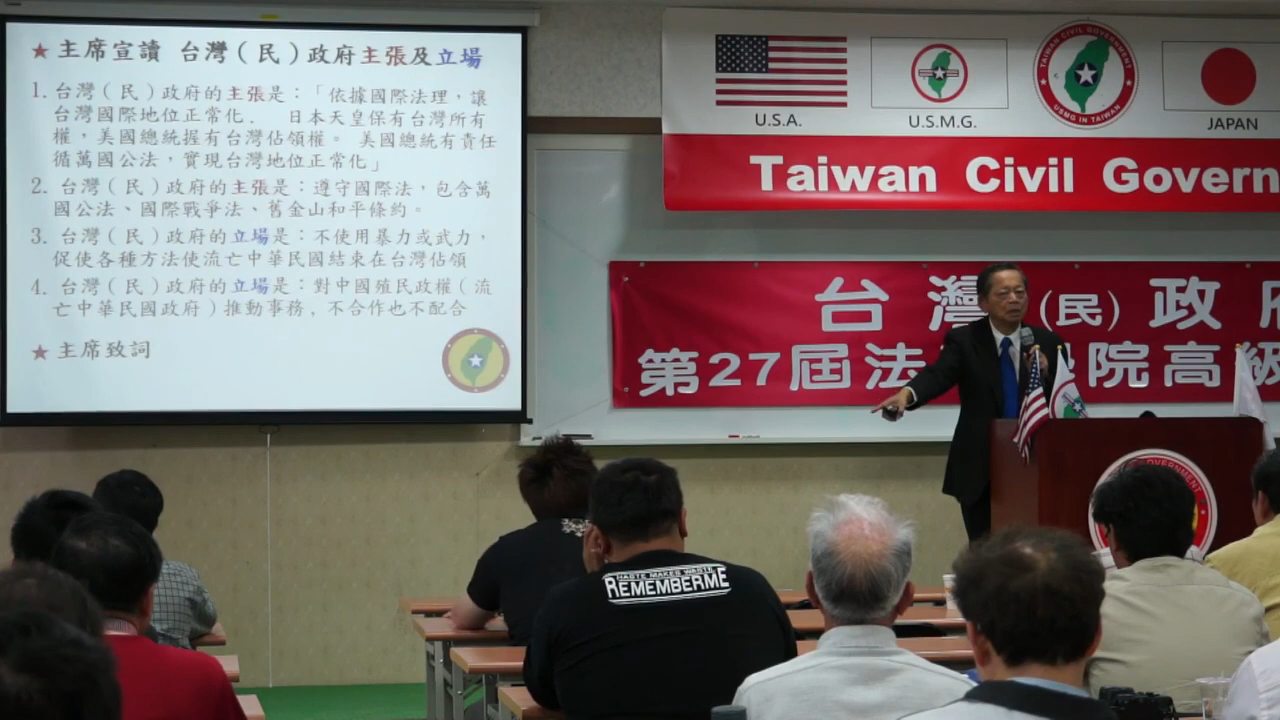 ★ 主席宣讀 台灣(民)政府主張及立場
1. 台灣(民)政府的主張是:「依據國際法理,讓
台灣國際地位正常化. 日本天皇保有台灣所有
權,美國總統握有台灣佔領權。 美國總統有責任
循萬國公法,實現台灣地位正常化」
2. 台灣(民)政府的主張是:遵守國際法,包含萬
國公法、國際戰爭法、舊金山和平條約。
3. 台灣(民)政府的立場是:不使用暴力或武力,
促使各種方法使流亡中華民國結束在台灣佔領
4. 台灣(民)政府的立場是:對中國殖民政權(流
亡中華民國政府)推動事務,不合作也不配合
★ 主席致詞
U.S.A.
U.S.M.G.
TAIWAN CIVIL GOVERNMENT
USMG IN TAIWAN
JAPAN
Taiwan Civil Govern
台灣(民)政府
第27屆法 學院高級
HASTE MAKES WASTE
REMEMBERME